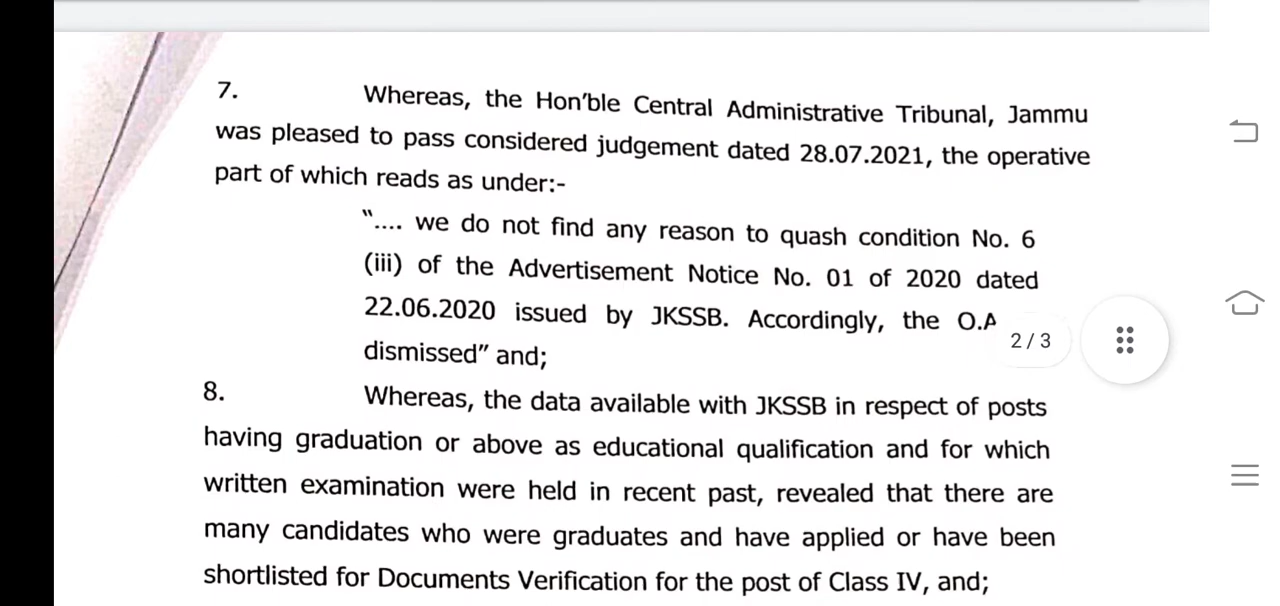 7. Whereas, the Hon'ble Central Administrative Tribunal, Jammu
was pleased to pass considered judgement dated 28.07.2021, the operative
part of which reads as under:-
".... we do not find any reason to quash condition No. 6
(iii) of the Advertisement Notice No. 01 of 2020 dated
22.06.2020 issued by JKSSB. Accordingly, the O.A
dismissed" and;
2 / 3
8. Whereas, the data available with JKSSB in respect of posts
having graduation or above as educational qualification and for which
written examination were held in recent past, revealed that there are
many candidates who were graduates and have applied or have been
shortlisted for Documents Verification for the post of Class IV, and;